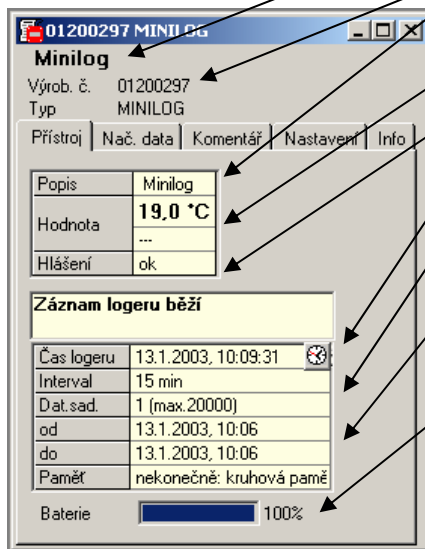 01200297 MINILOG
Minilog
Výrob. č. 01200297
Typ MINILOG
Přístroj Nač. data Komentář Nastavení Info
Popis Minilog
Hodnota 19,0 °C
---
Hlášení ok
Záznam logeru běží
Čas logeru 13.1.2003, 10:09:31
Interval 15 min
Dat.sad. 1 (max.20000)
od 13.1.2003, 10:06
do 13.1.2003, 10:06
Paměť nekonečně: kruhová pamě
Baterie 100%